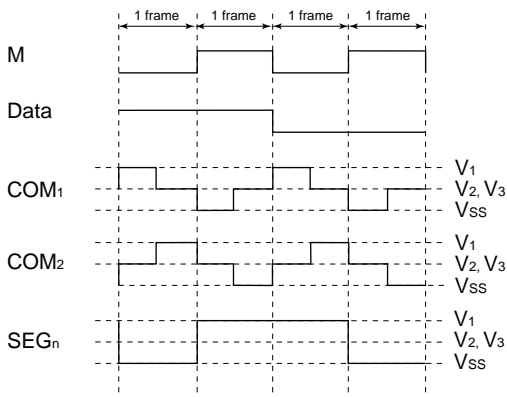 1 frame 1 frame 1 frame 1 frame
M
Data
V1
COM1 V2, V3
VSS
V1
COM2 V2, V3
VSS
V1
SEGn V2, V3
VSS